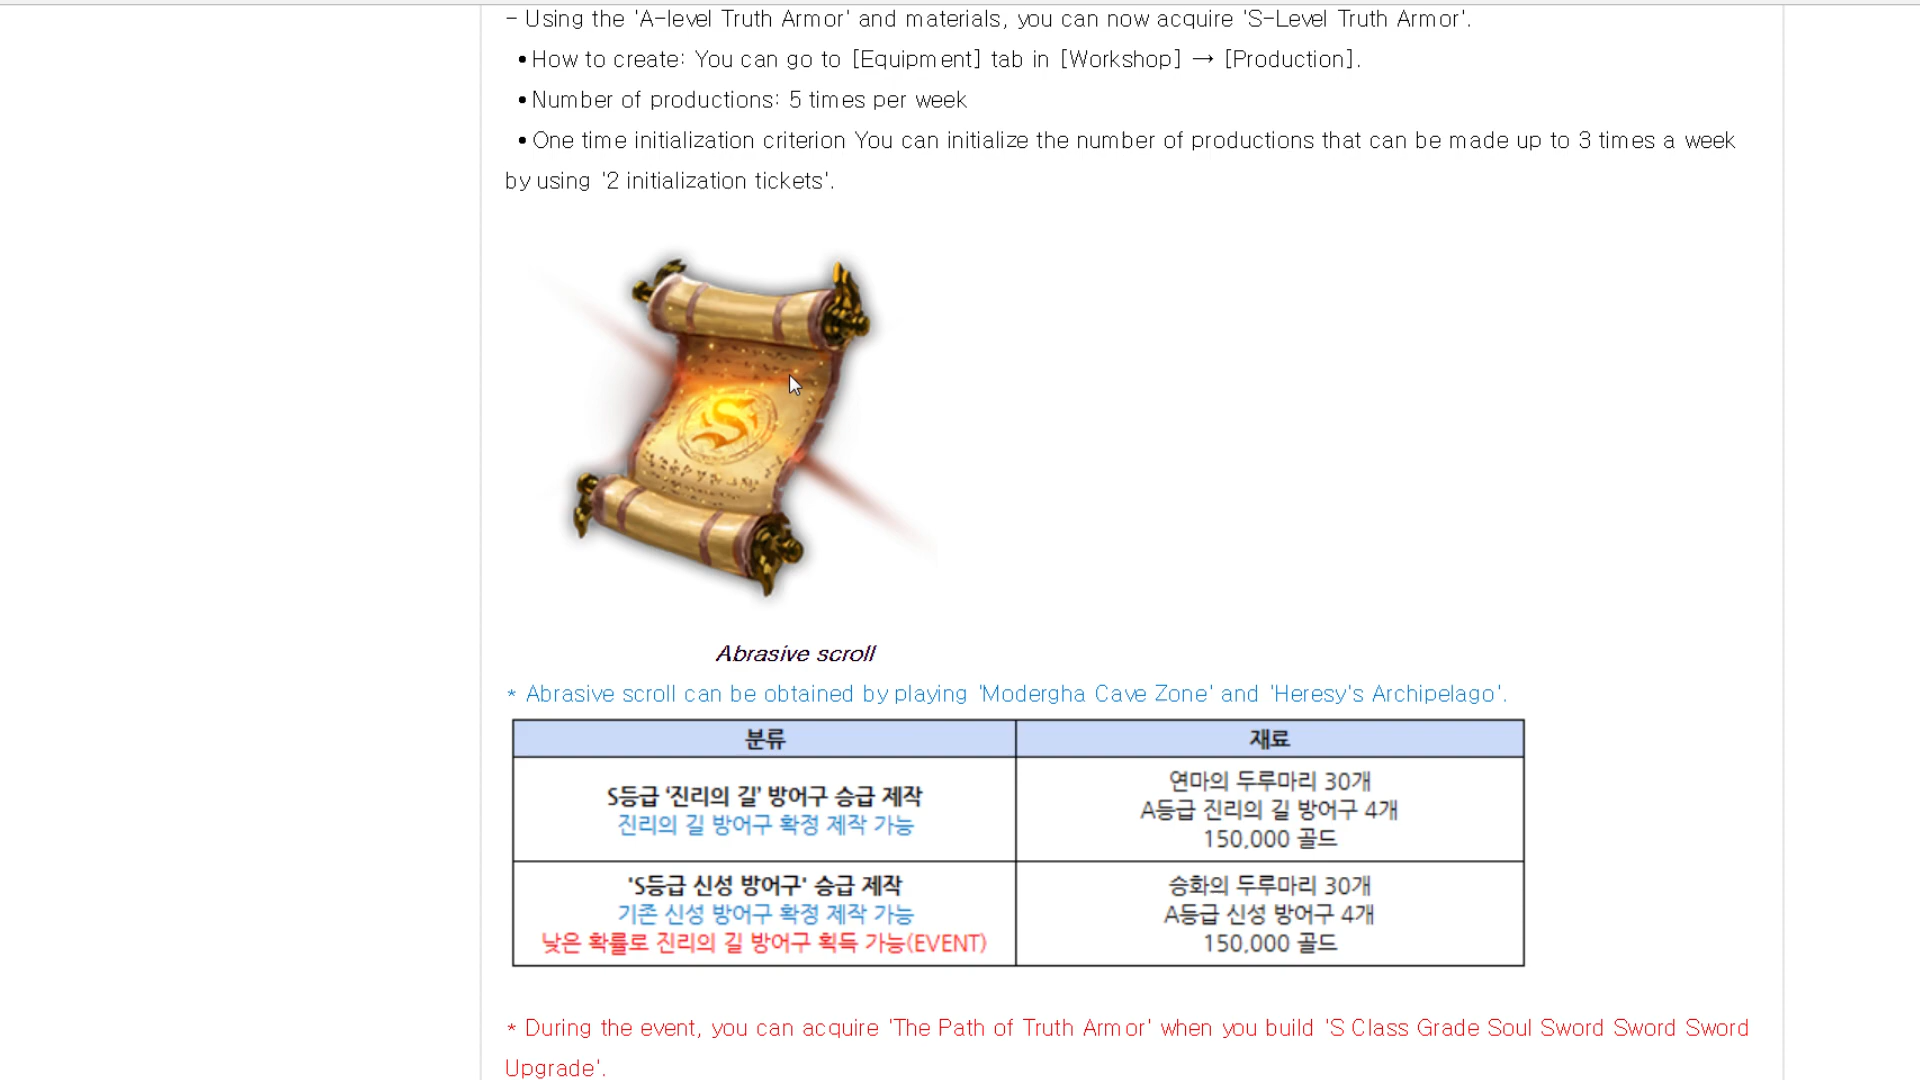 - Using the 'A-level Truth Armor' and materials, you can now acquire 'S-Level Truth Armor'.
•How to create: You can go to [Equipment] tab in [Workshop] → [Production].
•Number of productions: 5 times per week
•One time initialization criterion You can initialize the number of productions that can be made up to 3 times a week
by using '2 initialization tickets'.
S
Abrasive scroll
* Abrasive scroll can be obtained by playing 'Modergha Cave Zone' and 'Heresy's Archipelago'.
분류 재료
S등급 '진리의 길' 방어구 승급 제작
진리의 길 방어구 확정 제작 가능
연마의 두루마리 30개
A등급 진리의 길 방어구 4개
150,000 골드
'S등급 신성 방어구' 승급 제작
기존 신성 방어구 확정 제작 가능
낮은 확률로 진리의 길 방어구 획득 가능(EVENT)
승화의 두루마리 30개
A등급 신성 방어구 4개
150,000 골드
* During the event, you can acquire 'The Path of Truth Armor' when you build 'S Class Grade Soul Sword Sword Sword
Upgrade'.